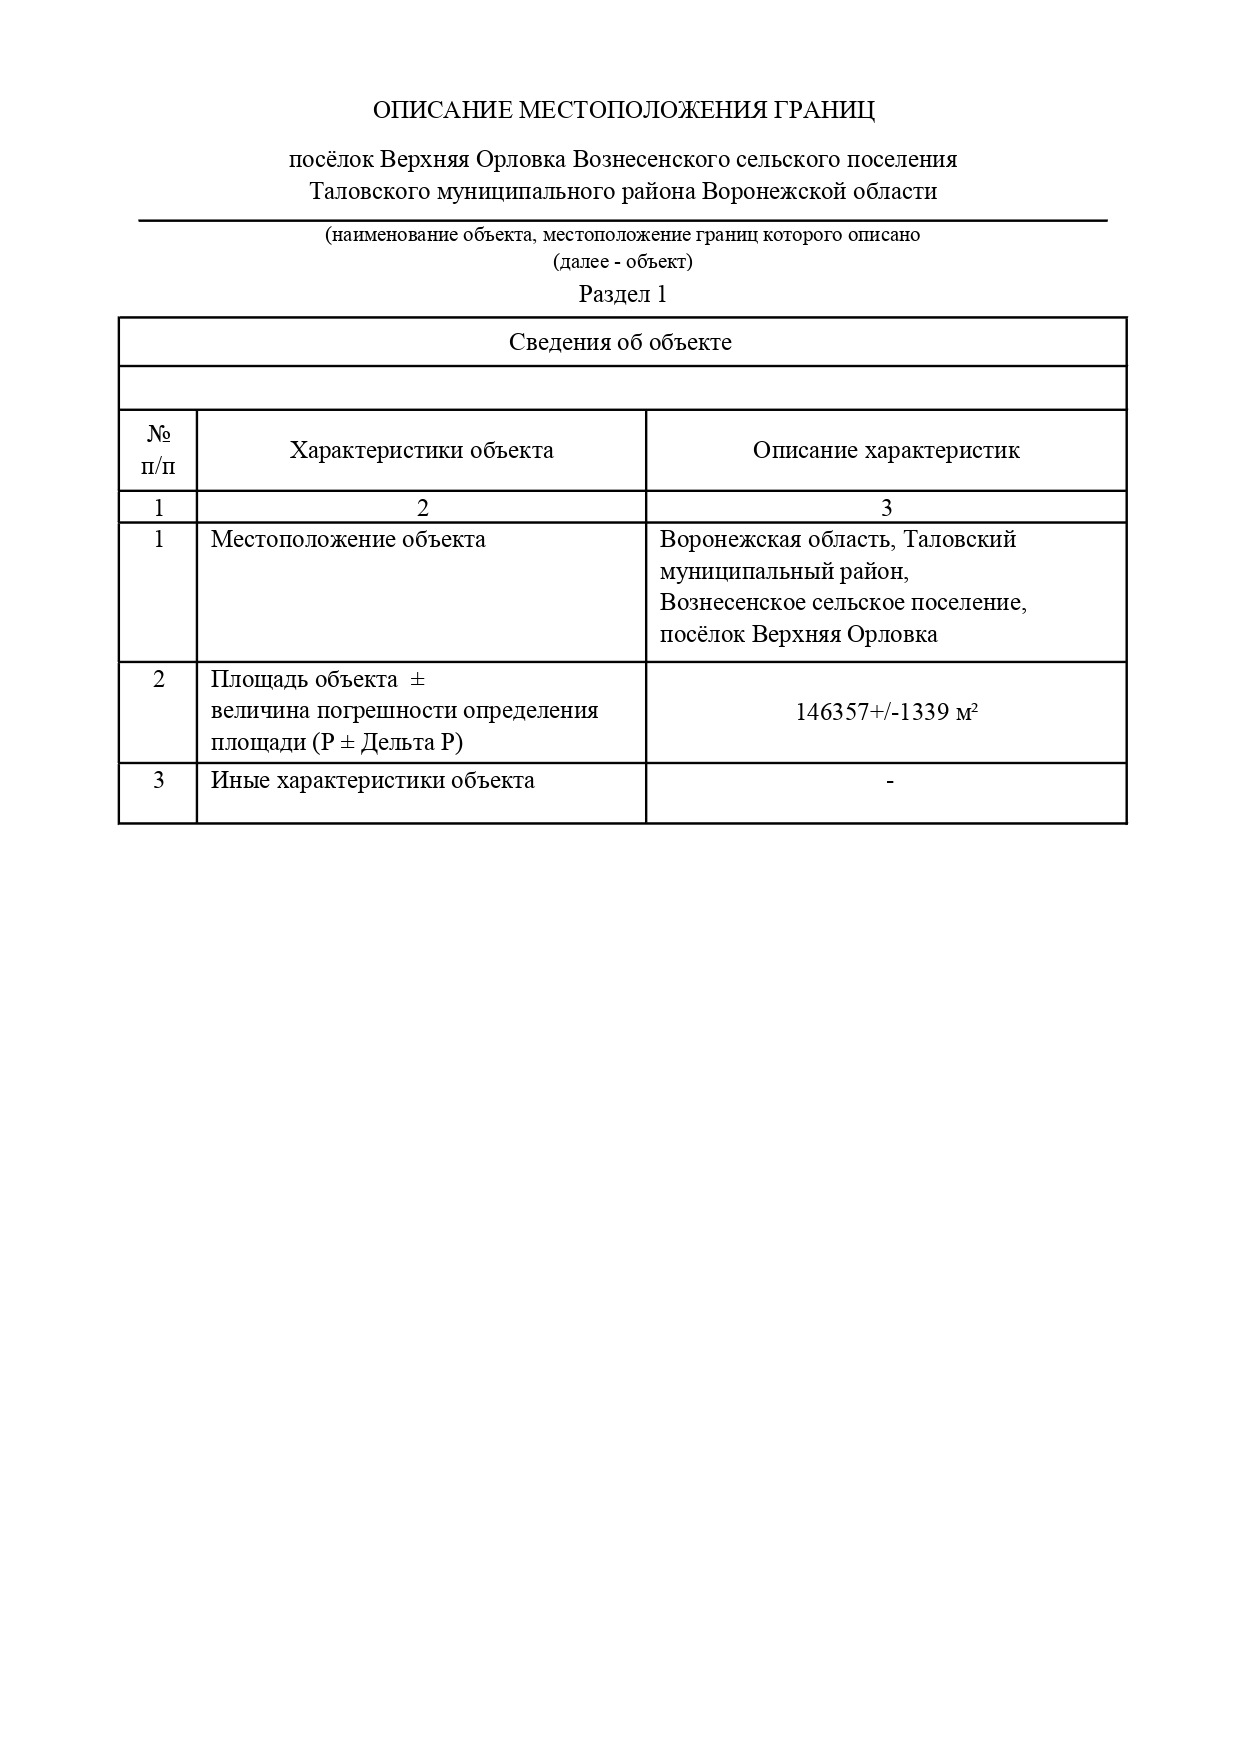 ОПИСАНИЕ МЕСТОПОЛОЖЕНИЯ ГРАНИЦ
посёлок Верхняя Орловка Вознесенского сельского поселения
Таловского муниципального района Воронежской области
(наименование объекта, местоположение границ которого описано
(далее - объект)
Раздел 1
Сведения об объекте
№
п/п
Характеристики объекта
Описание характеристик
1
2
3
1
Местоположение объекта
Воронежская область, Таловский
муниципальный район,
Вознесенское сельское поселение,
посёлок Верхняя Орловка
2
Площадь объекта ±
величина погрешности определения
площади (P ± Дельта P)
146357+/-1339 м²
3
Иные характеристики объекта
-